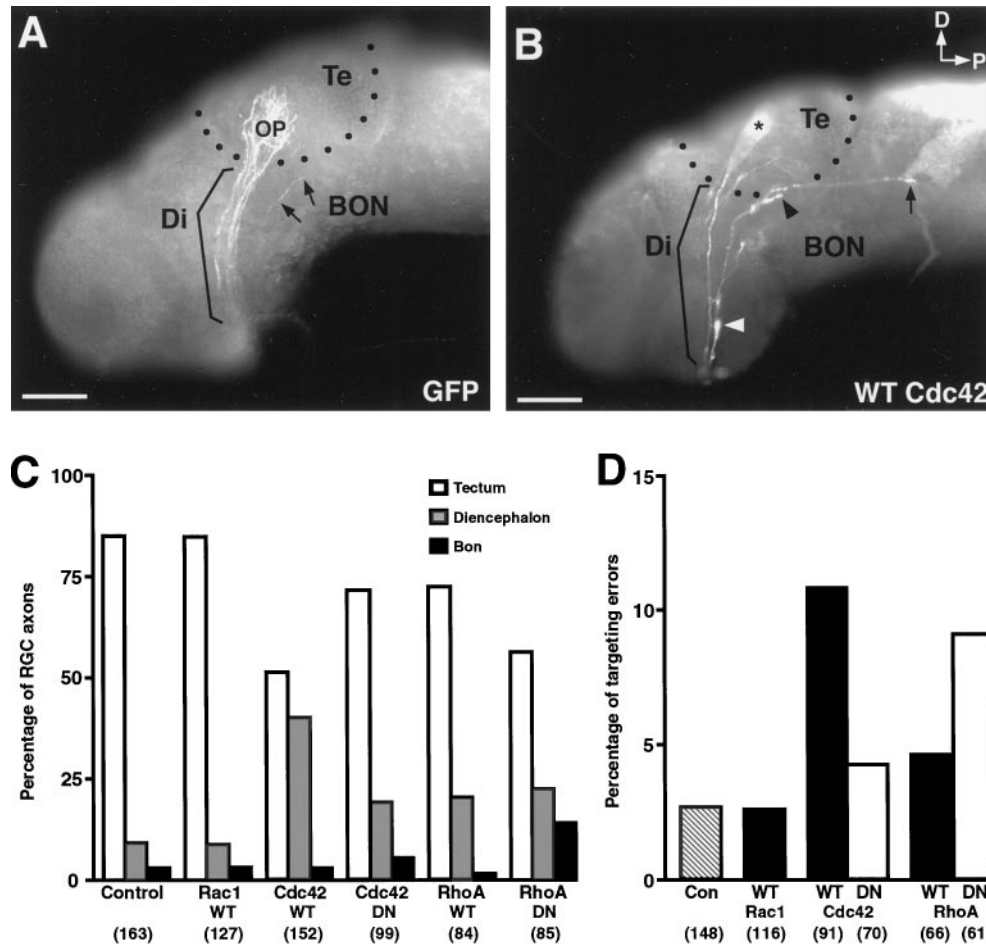 A
Te
OP
Di
BON
GFP
B
D
P
*
Te
Di
BON
WT Cdc42
C
Percentage of RGC axons
100
75
50
25
0
Tectum
Diencephalon
Bon
Control Rac1 Cdc42 Cdc42 RhoA RhoA
WT WT DN WT DN
(163) (127) (152) (99) (84) (85)
D
Percentage of targeting errors
15
10
5
0
Con WT WT DN WT DN
Rac1 Cdc42 RhoA
(148) (116) (91) (70) (66) (61